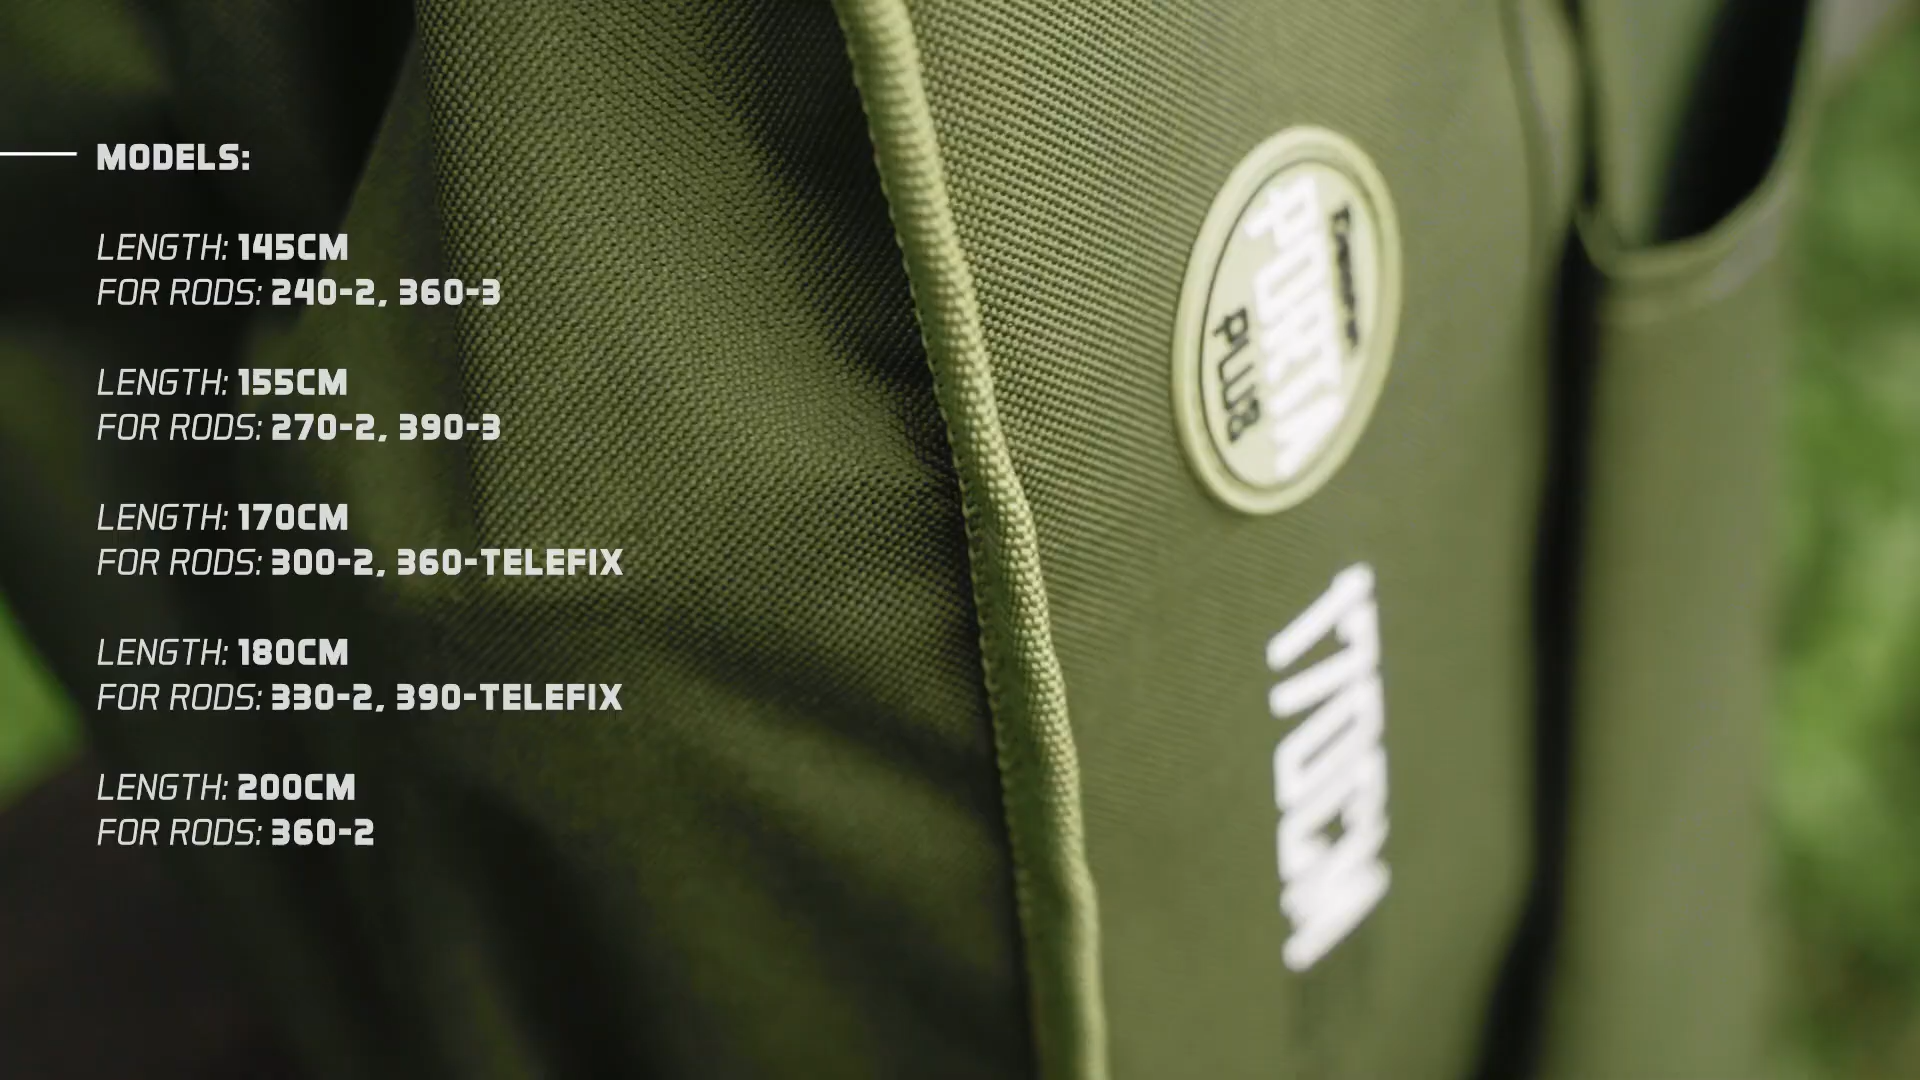 MODELS:
LENGTH: 145CM
FOR RODS: 240-2, 360-3
LENGTH: 155CM
FOR RODS: 270-2, 390-3
LENGTH: 170CM
FOR RODS: 300-2, 360-TELEFIX
LENGTH: 180CM
FOR RODS: 330-2, 390-TELEFIX
LENGTH: 200CM
FOR RODS: 360-2
PORTA
PLUS